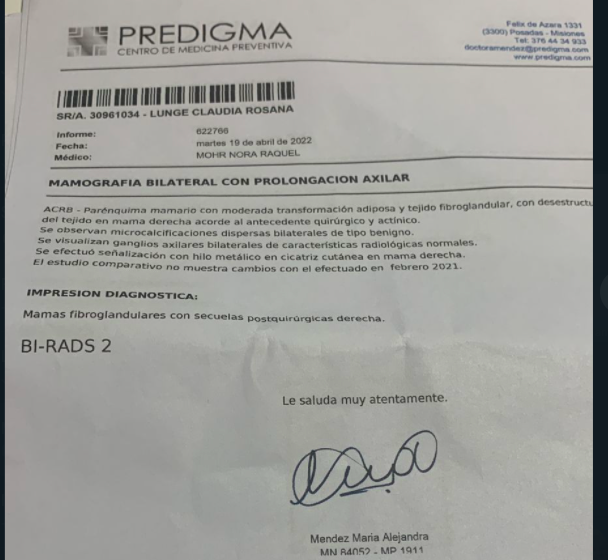 PREDIGMA
CENTRO DE MEDICINA PREVENTIVA
Felix de Azara 1331
(3300) Posadas - Misiones
Tel: 376 44 34 933
doctoramendez@predigma.com
www.predigma.com
SR/A. 30961034 - LUNGE CLAUDIA ROSANA
Informe: 622766
Fecha: martes 19 de abril de 2022
Médico: MOHR NORA RAQUEL
MAMOGRAFIA BILATERAL CON PROLONGACION AXILAR
ACRB - Parénquima mamario con moderada transformación adiposa y tejido fibroglandular, con desestructu
del tejido en mama derecha acorde al antecedente quirúrgico y actínico.
Se observan microcalcificaciones dispersas bilaterales de tipo benigno.
Se visualizan ganglios axilares bilaterales de características radiológicas normales.
Se efectuó señalización con hilo metálico en cicatriz cutánea en mama derecha.
El estudio comparativo no muestra cambios con el efectuado en febrero 2021.
IMPRESION DIAGNOSTICA:
Mamas fibroglandulares con secuelas postquirúrgicas derecha.
BI-RADS 2
Le saluda muy atentamente.
Mendez Maria Alejandra
MN 84052 - MP 1911